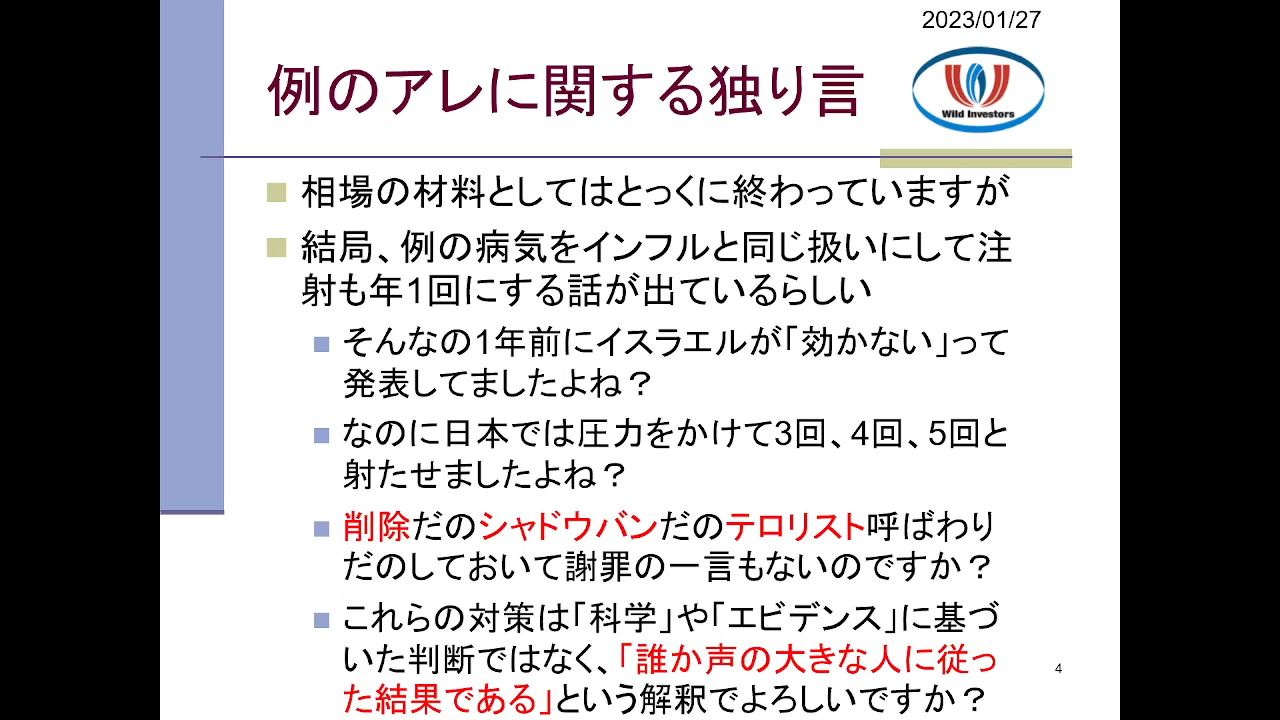 2023/01/27
例のアレに関する独り言
Wild Investors
相場の材料としてはとっくに終わっていますが
結局、例の病気をインフルと同じ扱いにして注
射も年1回にする話が出ているらしい
そんなの1年前にイスラエルが「効かない」って
発表してましたよね？
なのに日本では圧力をかけて3回、4回、5回と
射たせましたよね？
削除だのシャドウバンだのテロリスト呼ばわり
だのしておいて謝罪の一言もないのですか？
これらの対策は「科学」や「エビデンス」に基づ
いた判断ではなく、「誰か声の大きな人に従っ
た結果である」という解釈でよろしいですか？
4